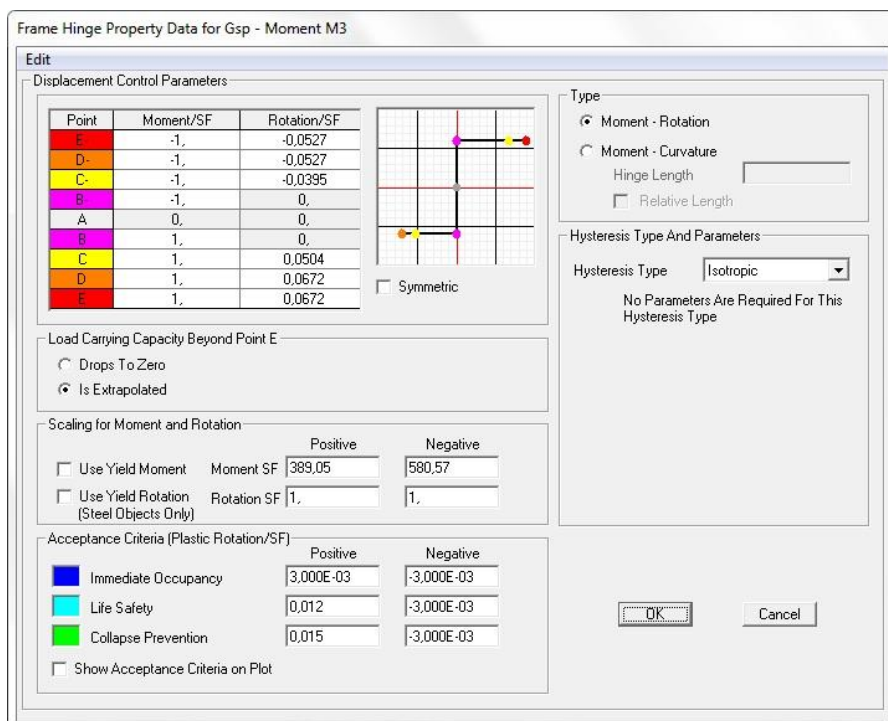 Frame Hinge Property Data for Gsp - Moment M3
Edit
Displacement Control Parameters
Point Moment/SF Rotation/SF
E- -1, -0,0527
D- -1, -0,0527
C- -1, -0,0395
B- -1, 0,
A 0, 0,
B 1, 0,
C 1, 0,0504
D 1, 0,0672
E 1, 0,0672
Symmetric
Load Carrying Capacity Beyond Point E
Drops To Zero
Is Extrapolated
Scaling for Moment and Rotation
Positive Negative
Use Yield Moment Moment SF 389,05 580,57
Use Yield Rotation Rotation SF 1, 1,
(Steel Objects Only)
Acceptance Criteria (Plastic Rotation/SF)
Positive Negative
Immediate Occupancy 3,000E-03 -3,000E-03
Life Safety 0,012 -3,000E-03
Collapse Prevention 0,015 -3,000E-03
Show Acceptance Criteria on Plot
Type
Moment - Rotation
Moment - Curvature
Hinge Length
Relative Length
Hysteresis Type And Parameters
Hysteresis Type Isotropic
No Parameters Are Required For This
Hysteresis Type
OK Cancel